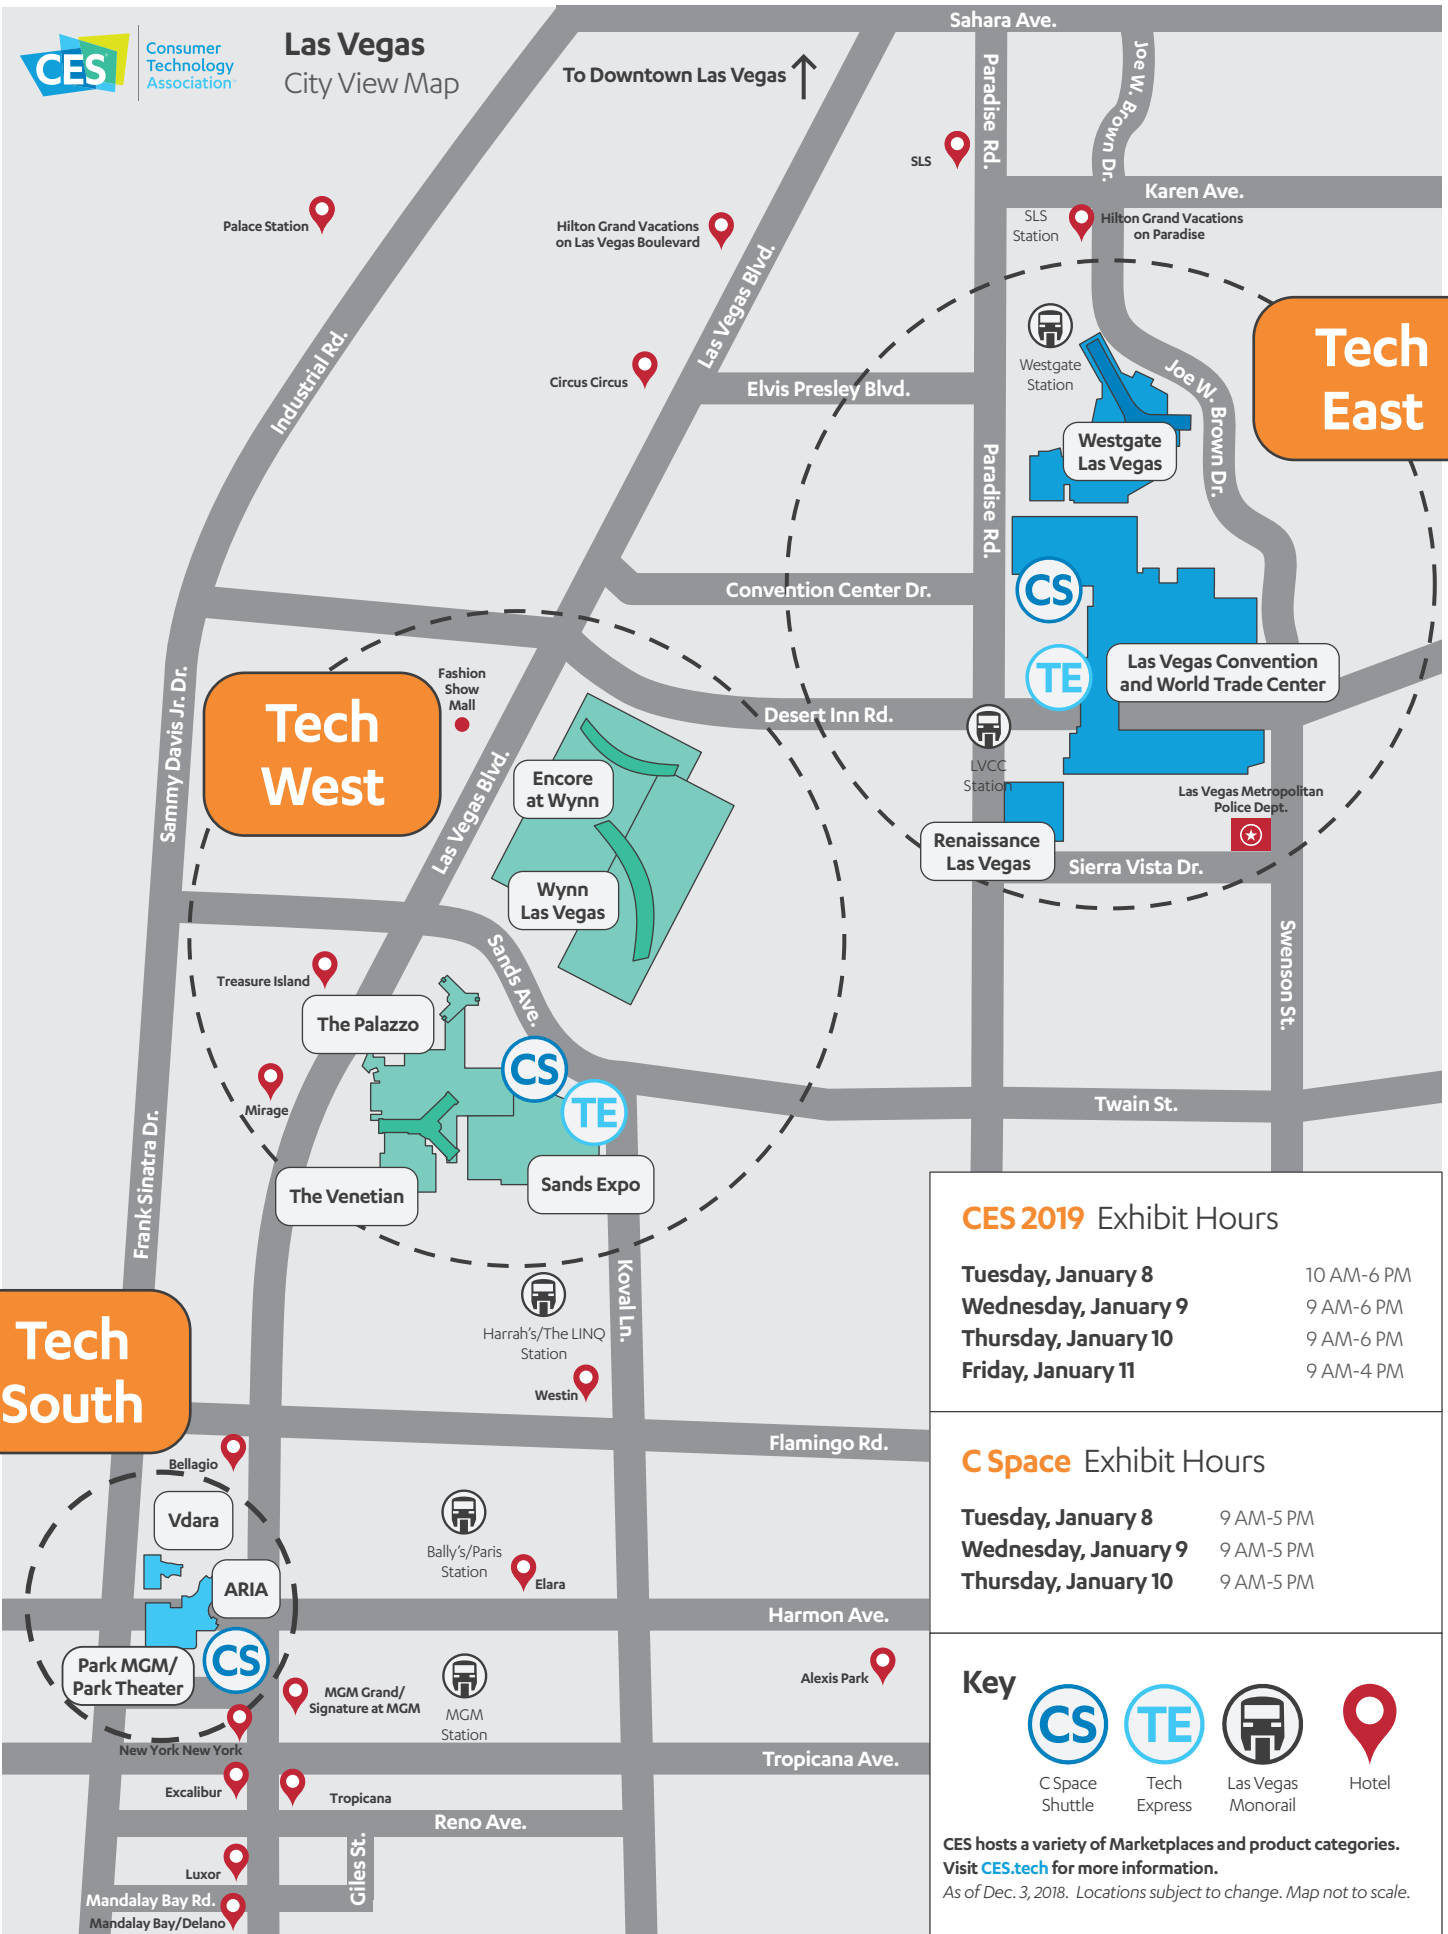 CES
Consumer
Technology
Association
Las Vegas
City View Map
To Downtown Las Vegas
Sahara Ave.
Paradise Rd.
Joe W. Brown Dr.
SLS
Karen Ave.
Palace Station
Hilton Grand Vacations
on Las Vegas Boulevard
SLS
Station
Hilton Grand Vacations
on Paradise
Las Vegas Blvd.
Industrial Rd.
Tech
East
Westgate
Station
Circus Circus
Elvis Presley Blvd.
Joe W. Brown Dr.
Westgate
Las Vegas
Paradise Rd.
Convention Center Dr.
CS
TE
Las Vegas Convention
and World Trade Center
Sammy Davis Jr. Dr.
Tech
West
Fashion
Show
Mall
Desert Inn Rd.
LVCC
Station
Encore
at Wynn
Las Vegas Blvd.
Las Vegas Metropolitan
Police Dept.
Renaissance
Las Vegas
Sierra Vista Dr.
Wynn
Las Vegas
Sands Ave.
Swenson St.
Treasure Island
The Palazzo
CS
TE
Mirage
Twain St.
Frank Sinatra Dr.
The Venetian
Sands Expo
Koval Ln.
Harrah's/The LINQ
Station
Westin
Tech
South
Flamingo Rd.
Bellagio
Vdara
Bally's/Paris
Station
Elara
ARIA
Harmon Ave.
Park MGM/
Park Theater
CS
MGM Grand/
Signature at MGM
MGM
Station
Alexis Park
New York New York
Tropicana Ave.
Excalibur
Tropicana
Reno Ave.
Giles St.
Luxor
Mandalay Bay Rd.
Mandalay Bay/Delano
CES 2019 Exhibit Hours
Tuesday, January 8 10 AM-6 PM
Wednesday, January 9 9 AM-6 PM
Thursday, January 10 9 AM-6 PM
Friday, January 11 9 AM-4 PM
C Space Exhibit Hours
Tuesday, January 8 9 AM-5 PM
Wednesday, January 9 9 AM-5 PM
Thursday, January 10 9 AM-5 PM
Key
CS
TE
C Space
Shuttle
Tech
Express
Las Vegas
Monorail
Hotel
CES hosts a variety of Marketplaces and product categories.
Visit CES.tech for more information.
As of Dec. 3, 2018. Locations subject to change. Map not to scale.